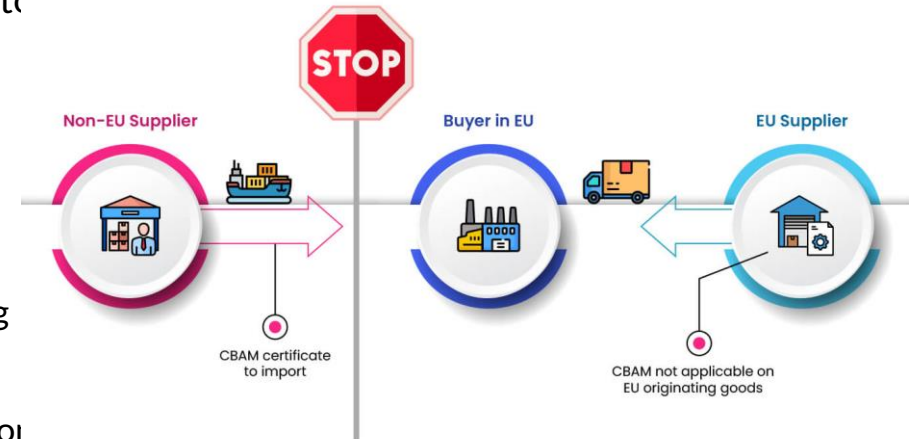 STOP
Non-EU Supplier
Buyer in EU
EU Supplier
CBAM certificate
to import
CBAM not applicable on
EU originating goods